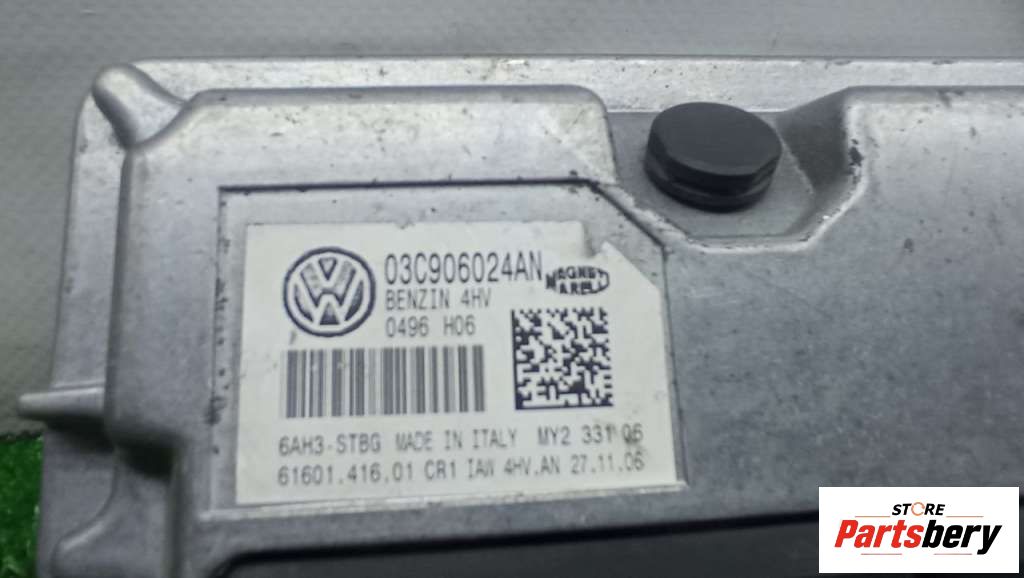 03C906024AN
MAGNETI
MARELLI
BENZIN 4HV
0496 H06
6AH3-STBG MADE IN ITALY MY2 331 06
61601.416.01 CR1 IAW 4HV.AN 27.11.06
STORE
Partsbery